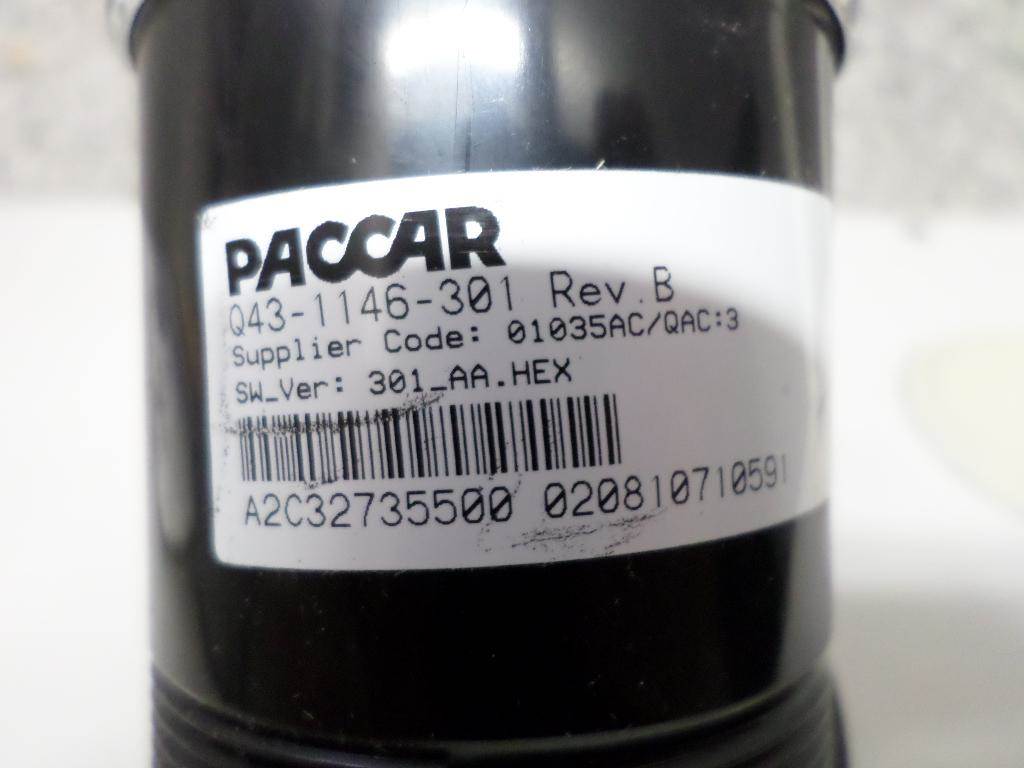 PACCAR
Q43-1146-301 Rev.B
Supplier Code: 01035AC/QAC:3
SW_Ver: 301_AA.HEX
A2C32735500 020810710591